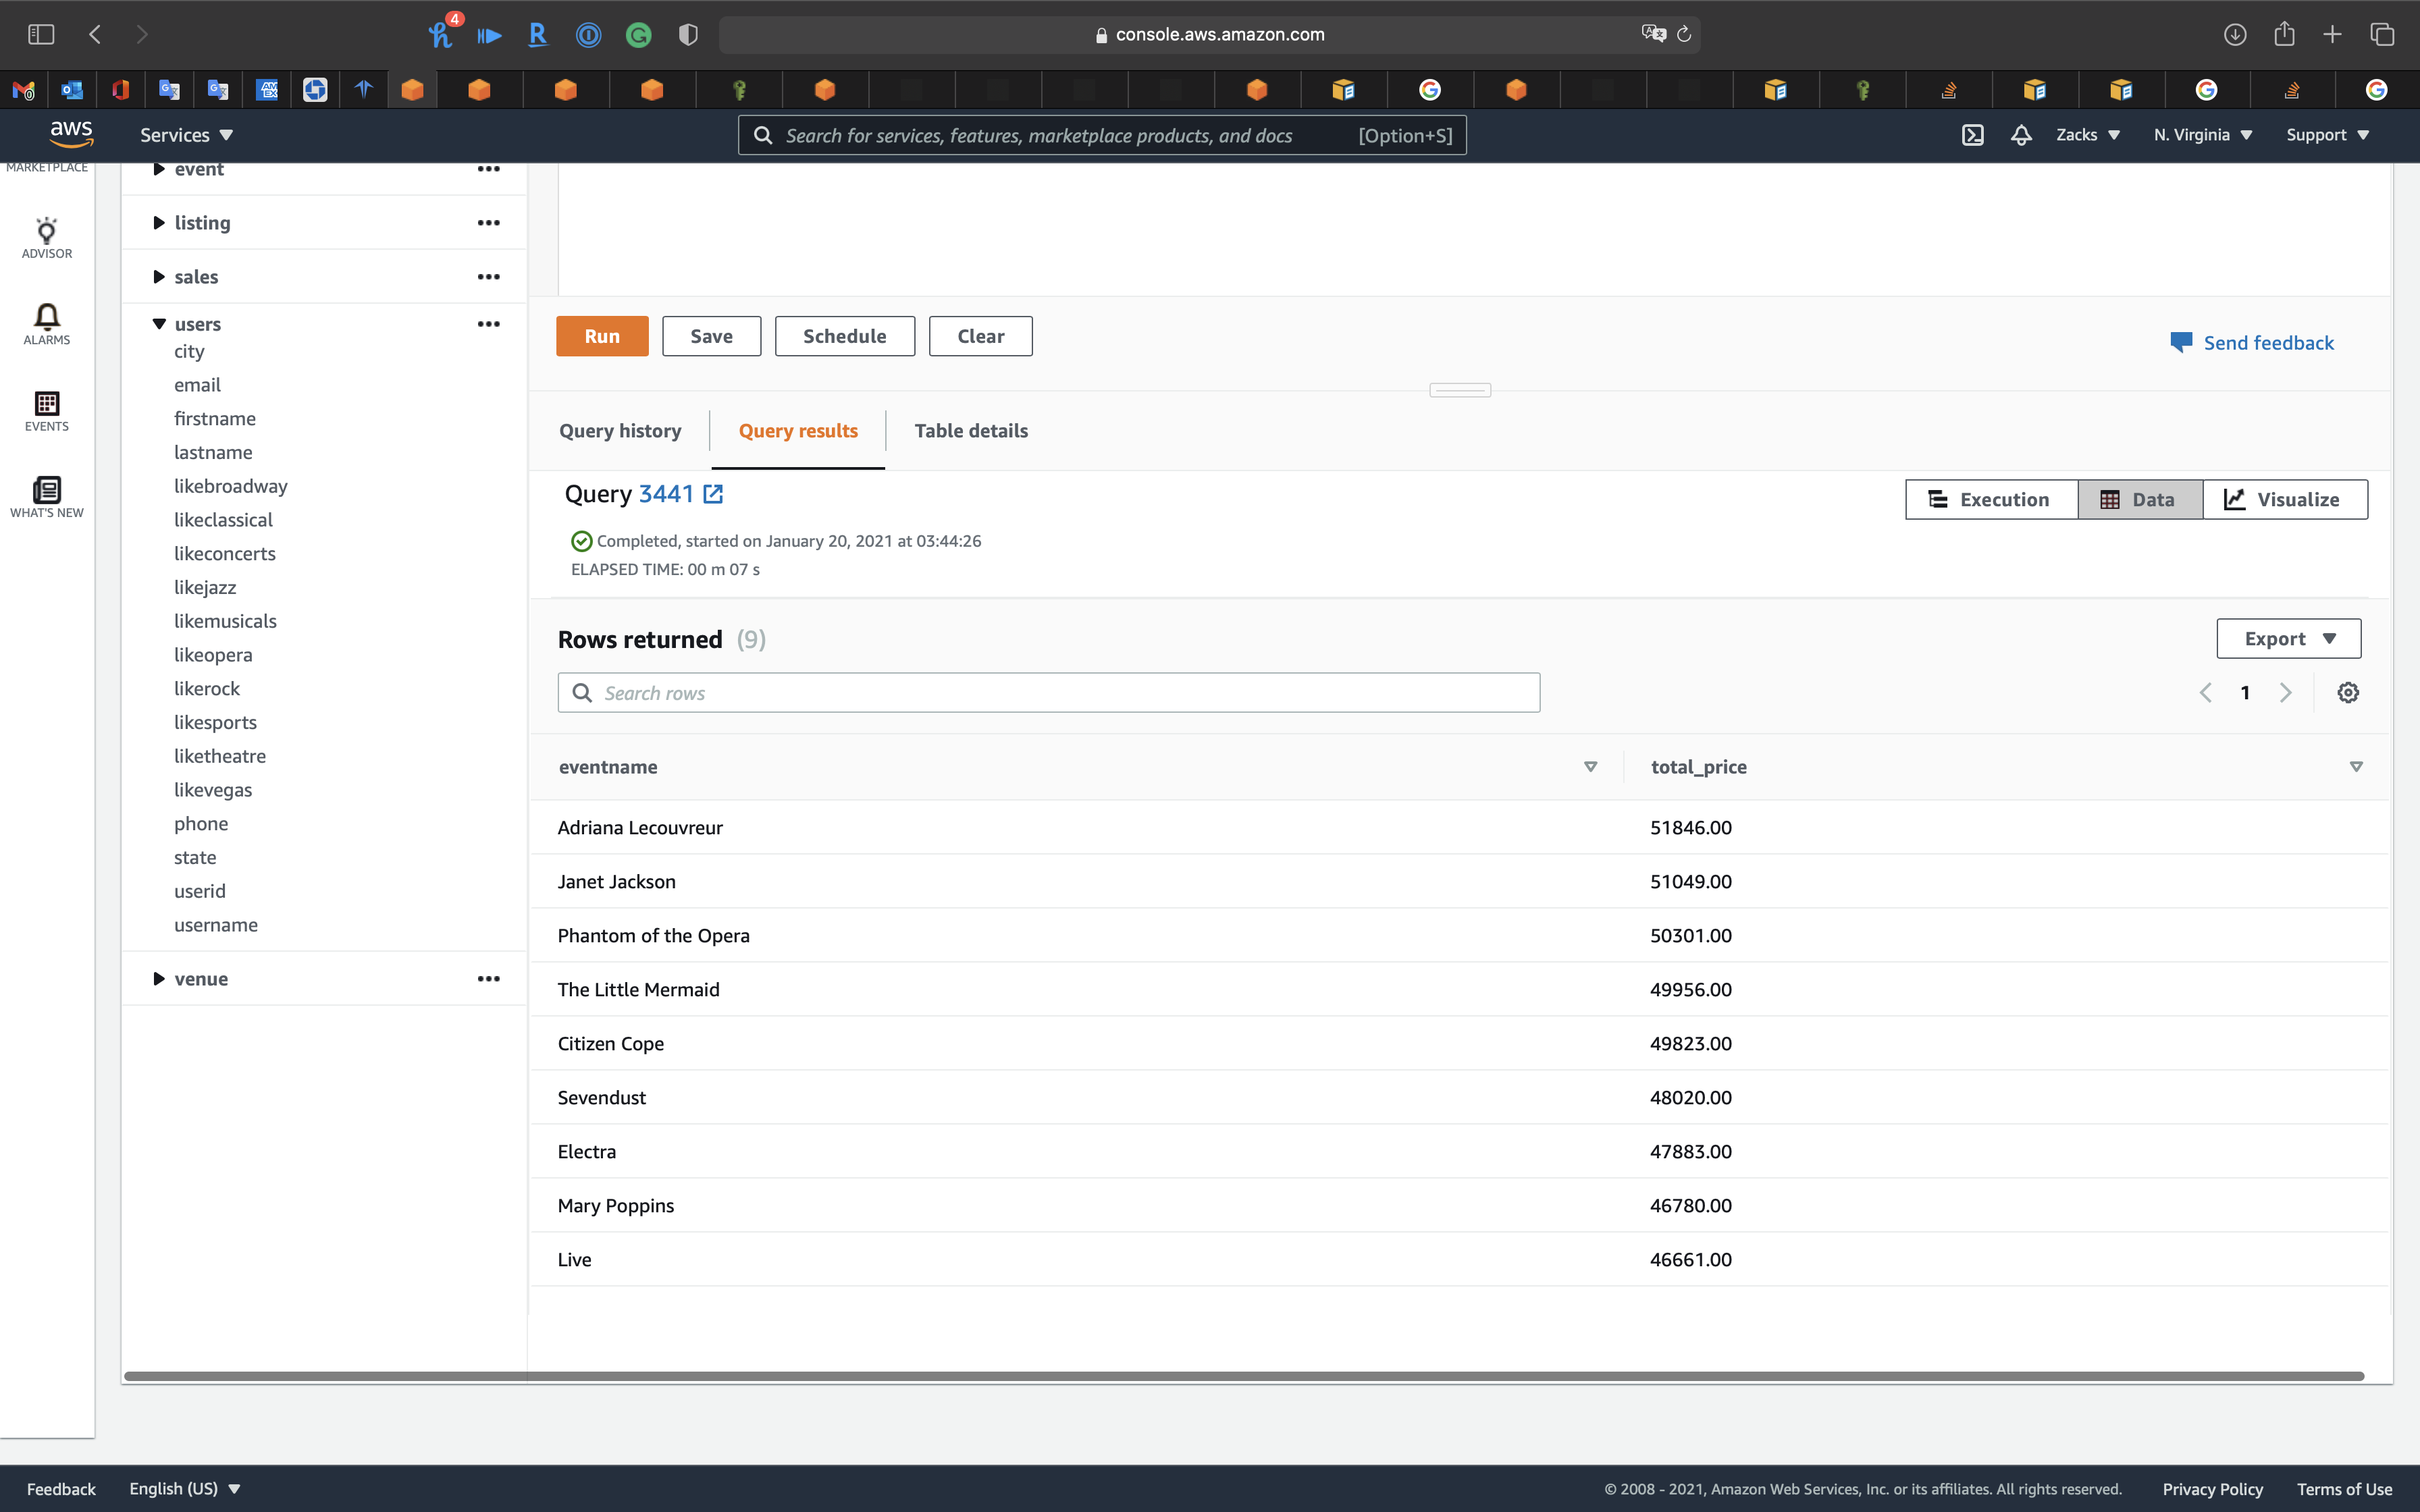 4
console.aws.amazon.com
aws
Services
Search for services, features, marketplace products, and docs
[Option+S]
Zacks
N. Virginia
Support
MARKETPLACE
ADVISOR
ALARMS
EVENTS
WHAT'S NEW
event
listing
sales
users
city
email
firstname
lastname
likebroadway
likeclassical
likeconcerts
likejazz
likemusicals
likeopera
likerock
likesports
liketheatre
likevegas
phone
state
userid
username
venue
Run
Save
Schedule
Clear
Send feedback
Query history
Query results
Table details
Query 3441
Execution
Data
Visualize
Completed, started on January 20, 2021 at 03:44:26
ELAPSED TIME: 00 m 07 s
Rows returned (9)
Export
Search rows
1
eventname total_price
Adriana Lecouvreur 51846.00
Janet Jackson 51049.00
Phantom of the Opera 50301.00
The Little Mermaid 49956.00
Citizen Cope 49823.00
Sevendust 48020.00
Electra 47883.00
Mary Poppins 46780.00
Live 46661.00
Feedback
English (US)
© 2008 - 2021, Amazon Web Services, Inc. or its affiliates. All rights reserved.
Privacy Policy
Terms of Use